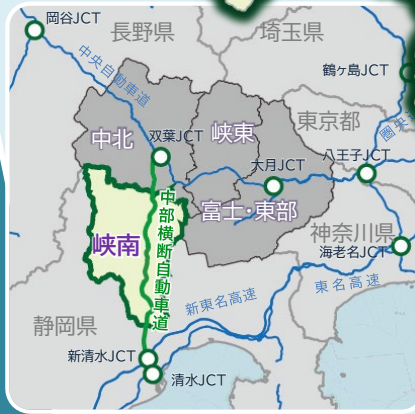 岡谷JCT
長野県
埼玉県
中央自動車道
鶴ヶ島JCT
中北
双葉JCT
峡東
東京都
圏央
大月JCT
八王子JCT
峡南
中部横断自動車道
富士・東部
神奈川県
海老名JCT
新東名高速
東名高速
静岡県
新清水JCT
清水JCT